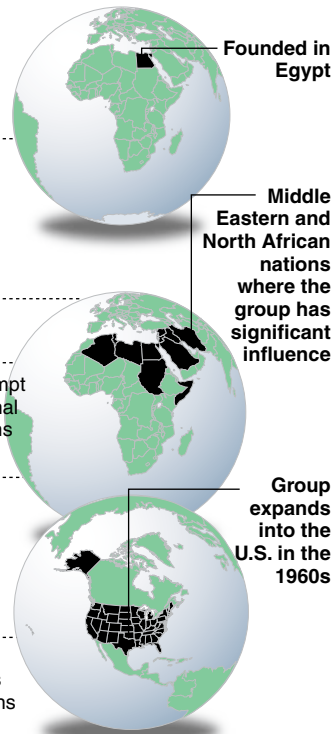 Founded in
Egypt
Middle
Eastern and
North African
nations
where the
group has
significant
influence
Group
expands
into the
U.S. in the
1960s